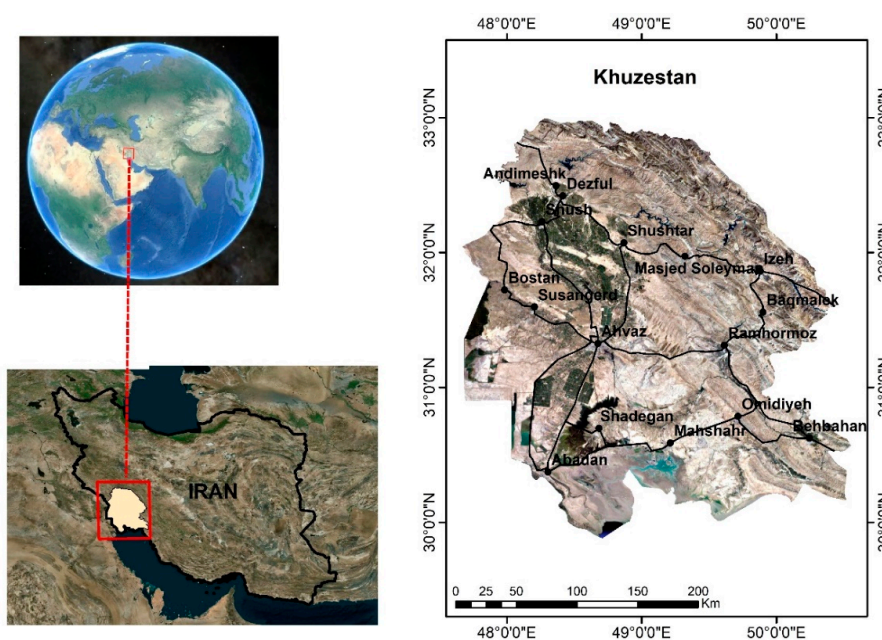 48°0'0"E 49°0'0"E 50°0'0"E
Khuzestan
33°0'0"N
Andimeshk
Dezful
Shush
Shushtar
32°0'0"N
Izeh
Masjed Soleyman
Bostan
Susangerd
Baqmalek
Ahvaz
Ramhormoz
31°0'0"N
Omidiyeh
Shadegan
Behbahan
Mahshahr
Abadan
IRAN
30°0'0"N
0 25 50 100 150 200
Km
48°0'0"E 49°0'0"E 50°0'0"E